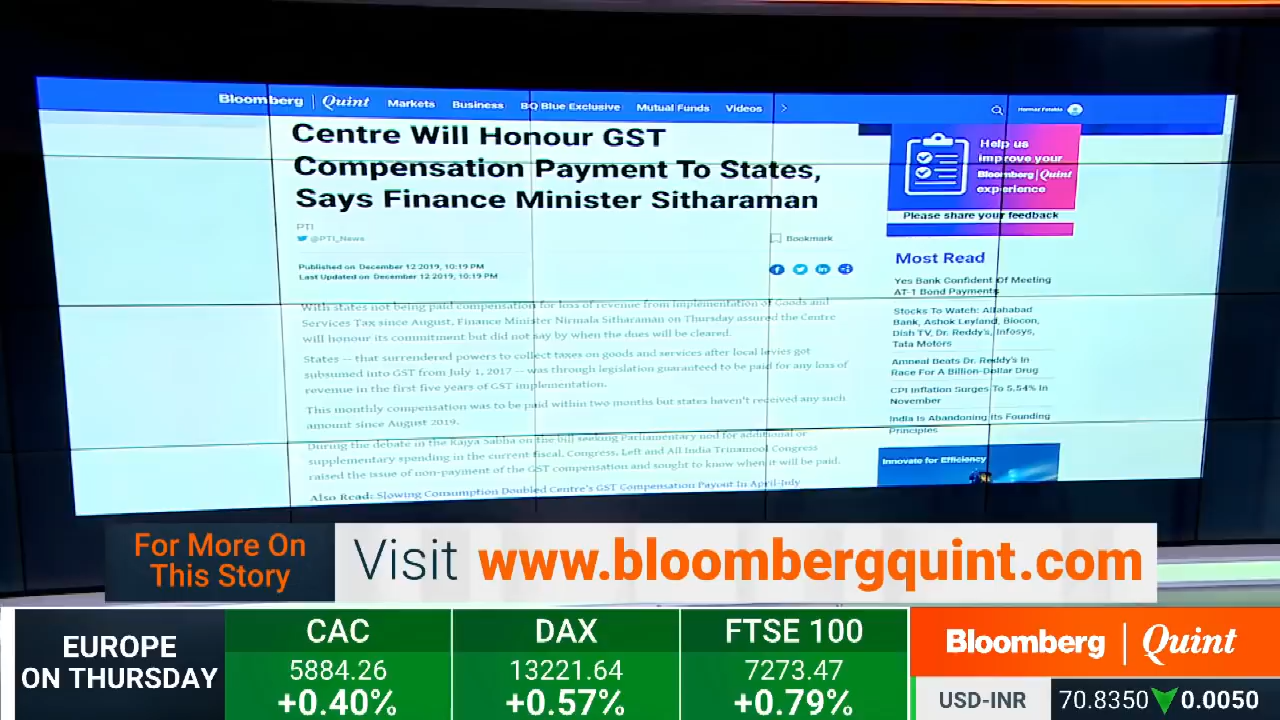 Bloomberg | Quint Markets Business BQ Blue Exclusive Mutual Funds Videos >
Centre Will Honour GST
Compensation Payment To States,
Says Finance Minister Sitharaman
PTI
@PTI_News
Bookmark
Published on December 12 2019, 10:19 PM
Last Updated on December 12 2019, 10:19 PM
With states not being paid compensation for loss of revenue from implementation of Goods and
Services Tax since August, Finance Minister Nirmala Sitharaman on Thursday assured the Centre
will honour its commitment but did not say by when the dues will be cleared.
States — that surrendered powers to collect taxes on goods and services after local levies got
subsumed into GST from July 1, 2017 — was through legislation guaranteed to be paid for any loss of
revenue in the first five years of GST implementation.
This monthly compensation was to be paid within two months but states haven't received any such
amount since August 2019.
During the debate in the Rajya Sabha on the bill seeking Parliamentary nod for additional or
supplementary spending in the current fiscal, Congress, Left and All India Trinamool Congress
raised the issue of non-payment of the GST compensation and sought to know when it will be paid.
Also Read: Slowing Consumption Doubled Centre's GST Compensation Payout In April-July
Help us
improve your
Bloomberg | Quint
experience
Please share your feedback
Most Read
Yes Bank Confident Of Meeting
AT-1 Bond Payments
Stocks To Watch: Allahabad
Bank, Ashok Leyland, Biocon,
Dish TV, Dr. Reddy's, Infosys,
Tata Motors
Amneal Beats Dr. Reddy's In
Race For A Billion-Dollar Drug
CPI Inflation Surges To 5.54% In
November
India Is Abandoning Its Founding
Principles
Innovate for Efficiency
For More On
This Story
Visit www.bloombergquint.com
EUROPE
ON THURSDAY
CAC
5884.26
+0.40%
DAX
13221.64
+0.57%
FTSE 100
7273.47
+0.79%
Bloomberg | Quint
USD-INR 70.8350 0.0050